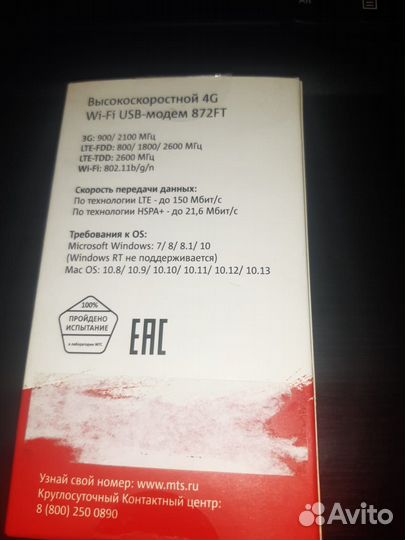 Высокоскоростной 4G
Wi-Fi USB-модем 872FT
3G: 900/ 2100 МГц
LTE-FDD: 800/ 1800/ 2600 МГц
LTE-TDD: 2600 МГц
Wi-Fi: 802.11b/g/n
Скорость передачи данных:
По технологии LTE - до 150 Мбит/с
По технологии HSPA+ - до 21,6 Мбит/с
Требования к OS:
Microsoft Windows: 7/ 8/ 8.1/ 10
(Windows RT не поддерживается)
Mac OS: 10.8/ 10.9/ 10.10/ 10.11/ 10.12/ 10.13
100%
ПРОЙДЕНО
ИСПЫТАНИЕ
в лаборатории МТС
ЕАС
Узнай свой номер: www.mts.ru
Круглосуточный Контактный центр:
8 (800) 250 0890
Avito